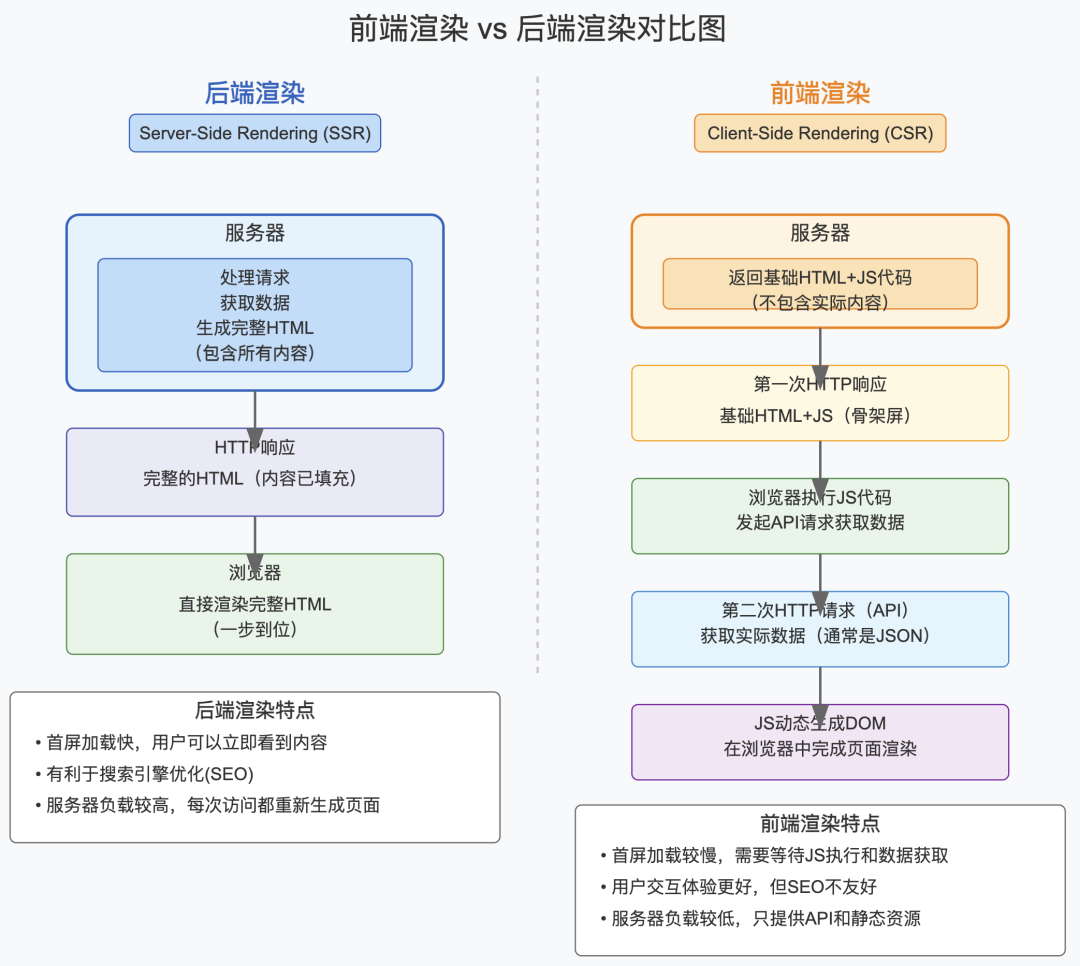 前端渲染 vs 后端渲染对比图
后端渲染
Server-Side Rendering (SSR)
服务器
处理请求
获取数据
生成完整HTML
（包含所有内容）
HTTP响应
完整的HTML（内容已填充）
浏览器
直接渲染完整HTML
（一步到位）
后端渲染特点
• 首屏加载快，用户可以立即看到内容
• 有利于搜索引擎优化(SEO)
• 服务器负载较高，每次访问都重新生成页面
前端渲染
Client-Side Rendering (CSR)
服务器
返回基础HTML+JS代码
（不包含实际内容）
第一次HTTP响应
基础HTML+JS（骨架屏）
浏览器执行JS代码
发起API请求获取数据
第二次HTTP请求（API）
获取实际数据（通常是JSON）
JS动态生成DOM
在浏览器中完成页面渲染
前端渲染特点
• 首屏加载较慢，需要等待JS执行和数据获取
• 用户交互体验更好，但SEO不友好
• 服务器负载较低，只提供API和静态资源